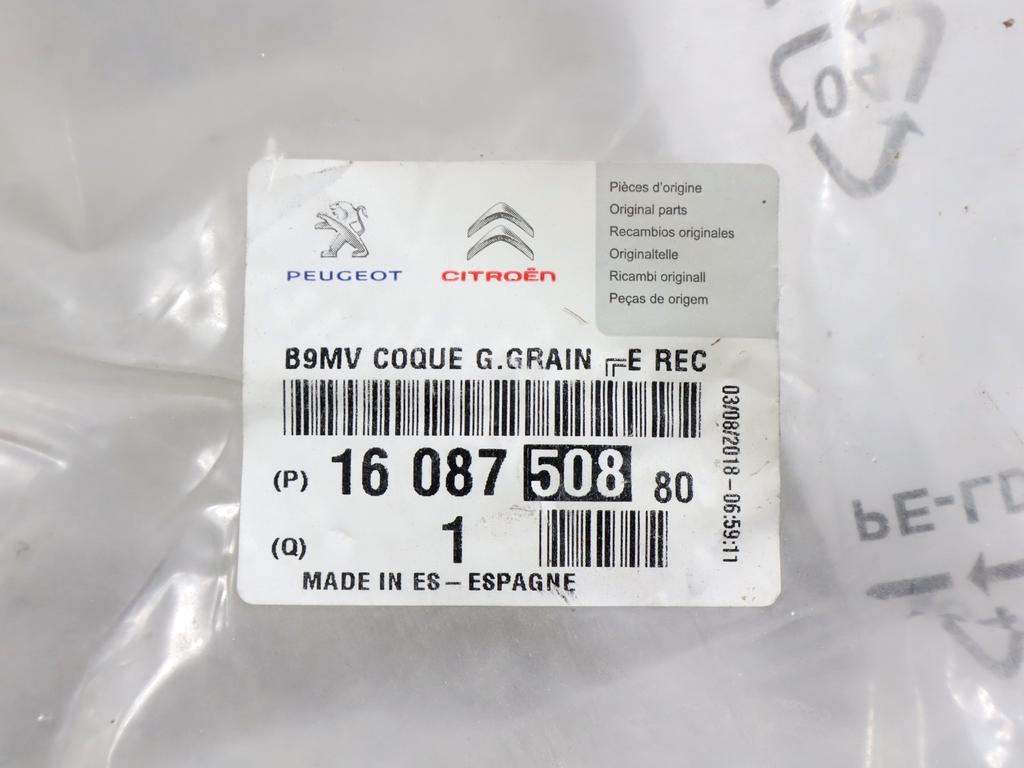 PEUGEOT
CITROËN
Pièces d'origine
Original parts
Recambios originales
Originaltelle
Ricambi originall
Peças de origem
B9MV COQUE G.GRAIN ╔E REC
(P) 16 087 508 80
(Q) 1
MADE IN ES – ESPAGNE
03/08/2018 – 06:59:11
04
PE-LD